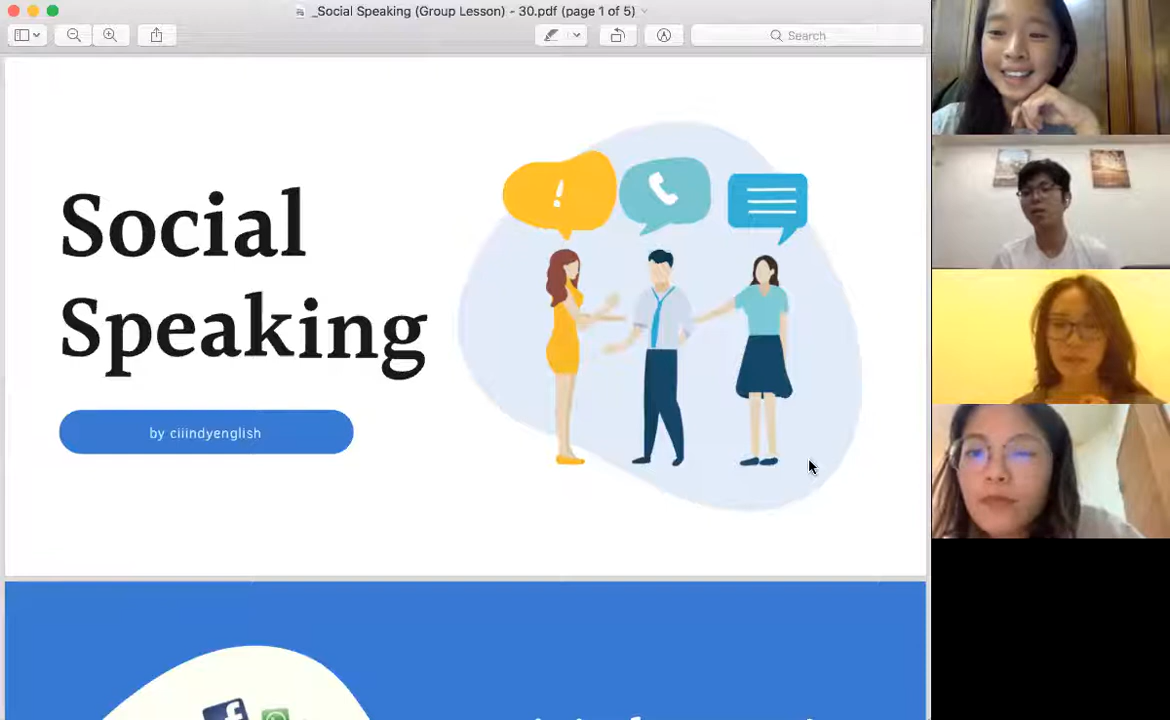 _Social Speaking (Group Lesson) - 30.pdf (page 1 of 5)
Search
Social
Speaking
by ciiindyenglish